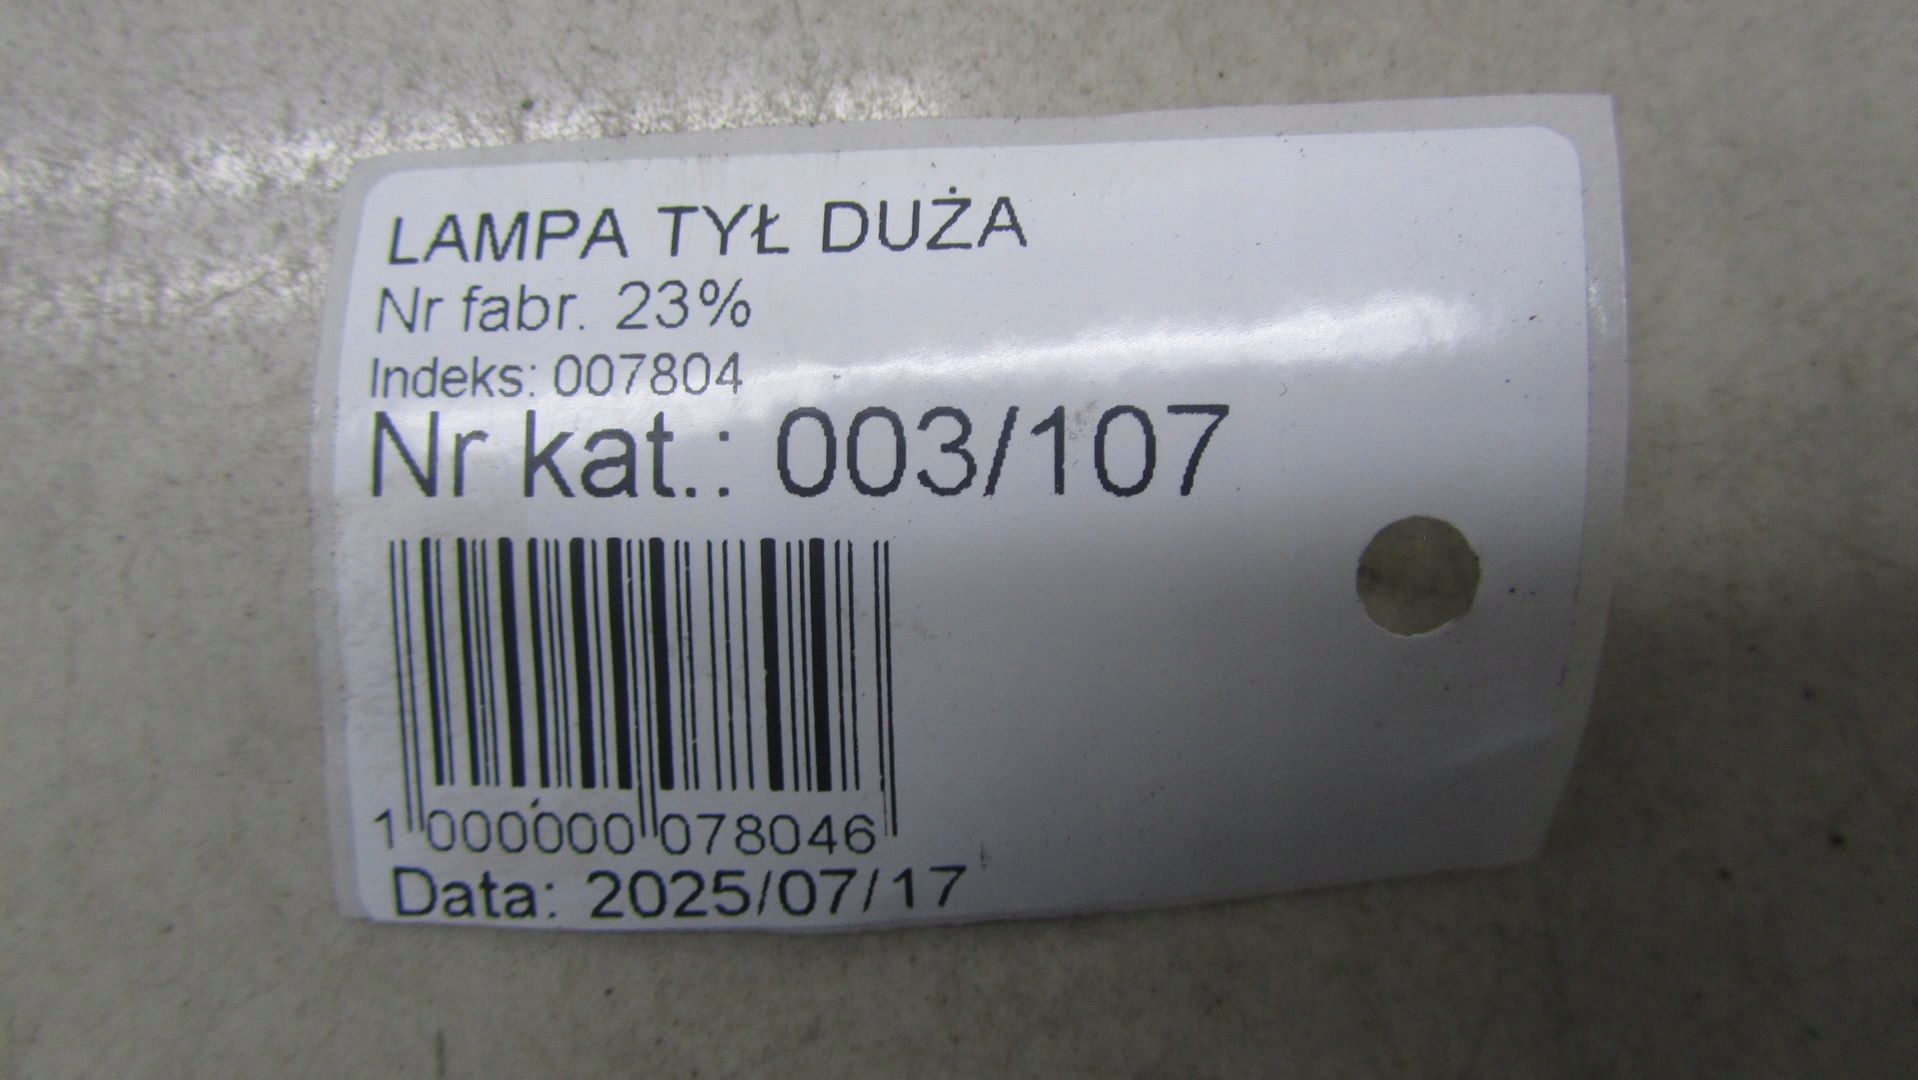 LAMPA TYŁ DUŻA
Nr fabr. 23%
Indeks: 007804
Nr kat.: 003/107
1 000000 078046
Data: 2025/07/17